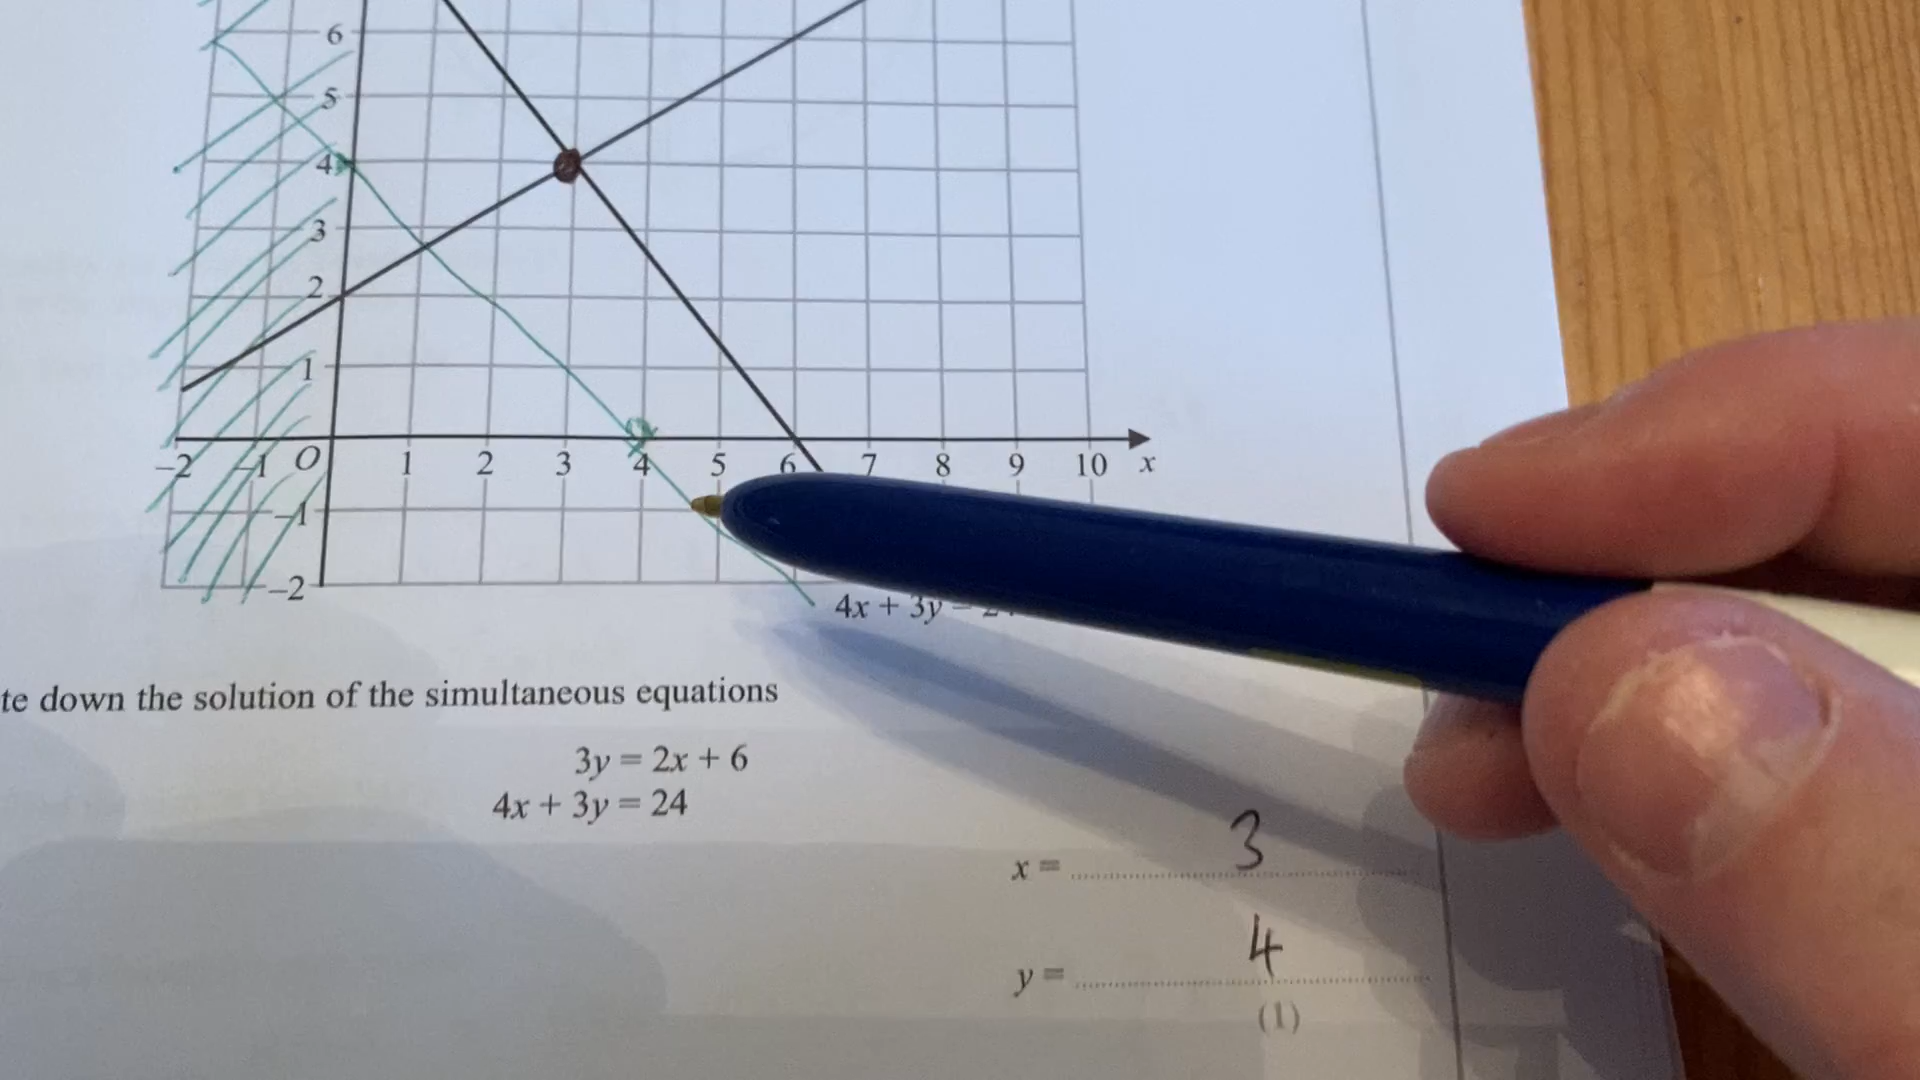 6
5
4
3
2
1
-2 -1 O 1 2 3 4 5 6 7 8 9 10 x
-1
-2
4x + 3y =
te down the solution of the simultaneous equations
3y = 2x + 6
4x + 3y = 24
x = 3
y = 4
(1)